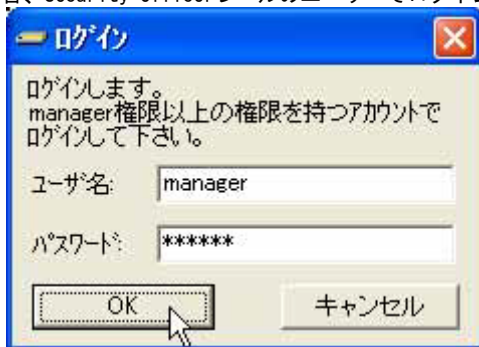 ログイン
ログインします。
manager権限以上の権限を持つアカウントで
ログインして下さい。
ユーザ名:
manager
パスワード:
******
OK
キャンセル